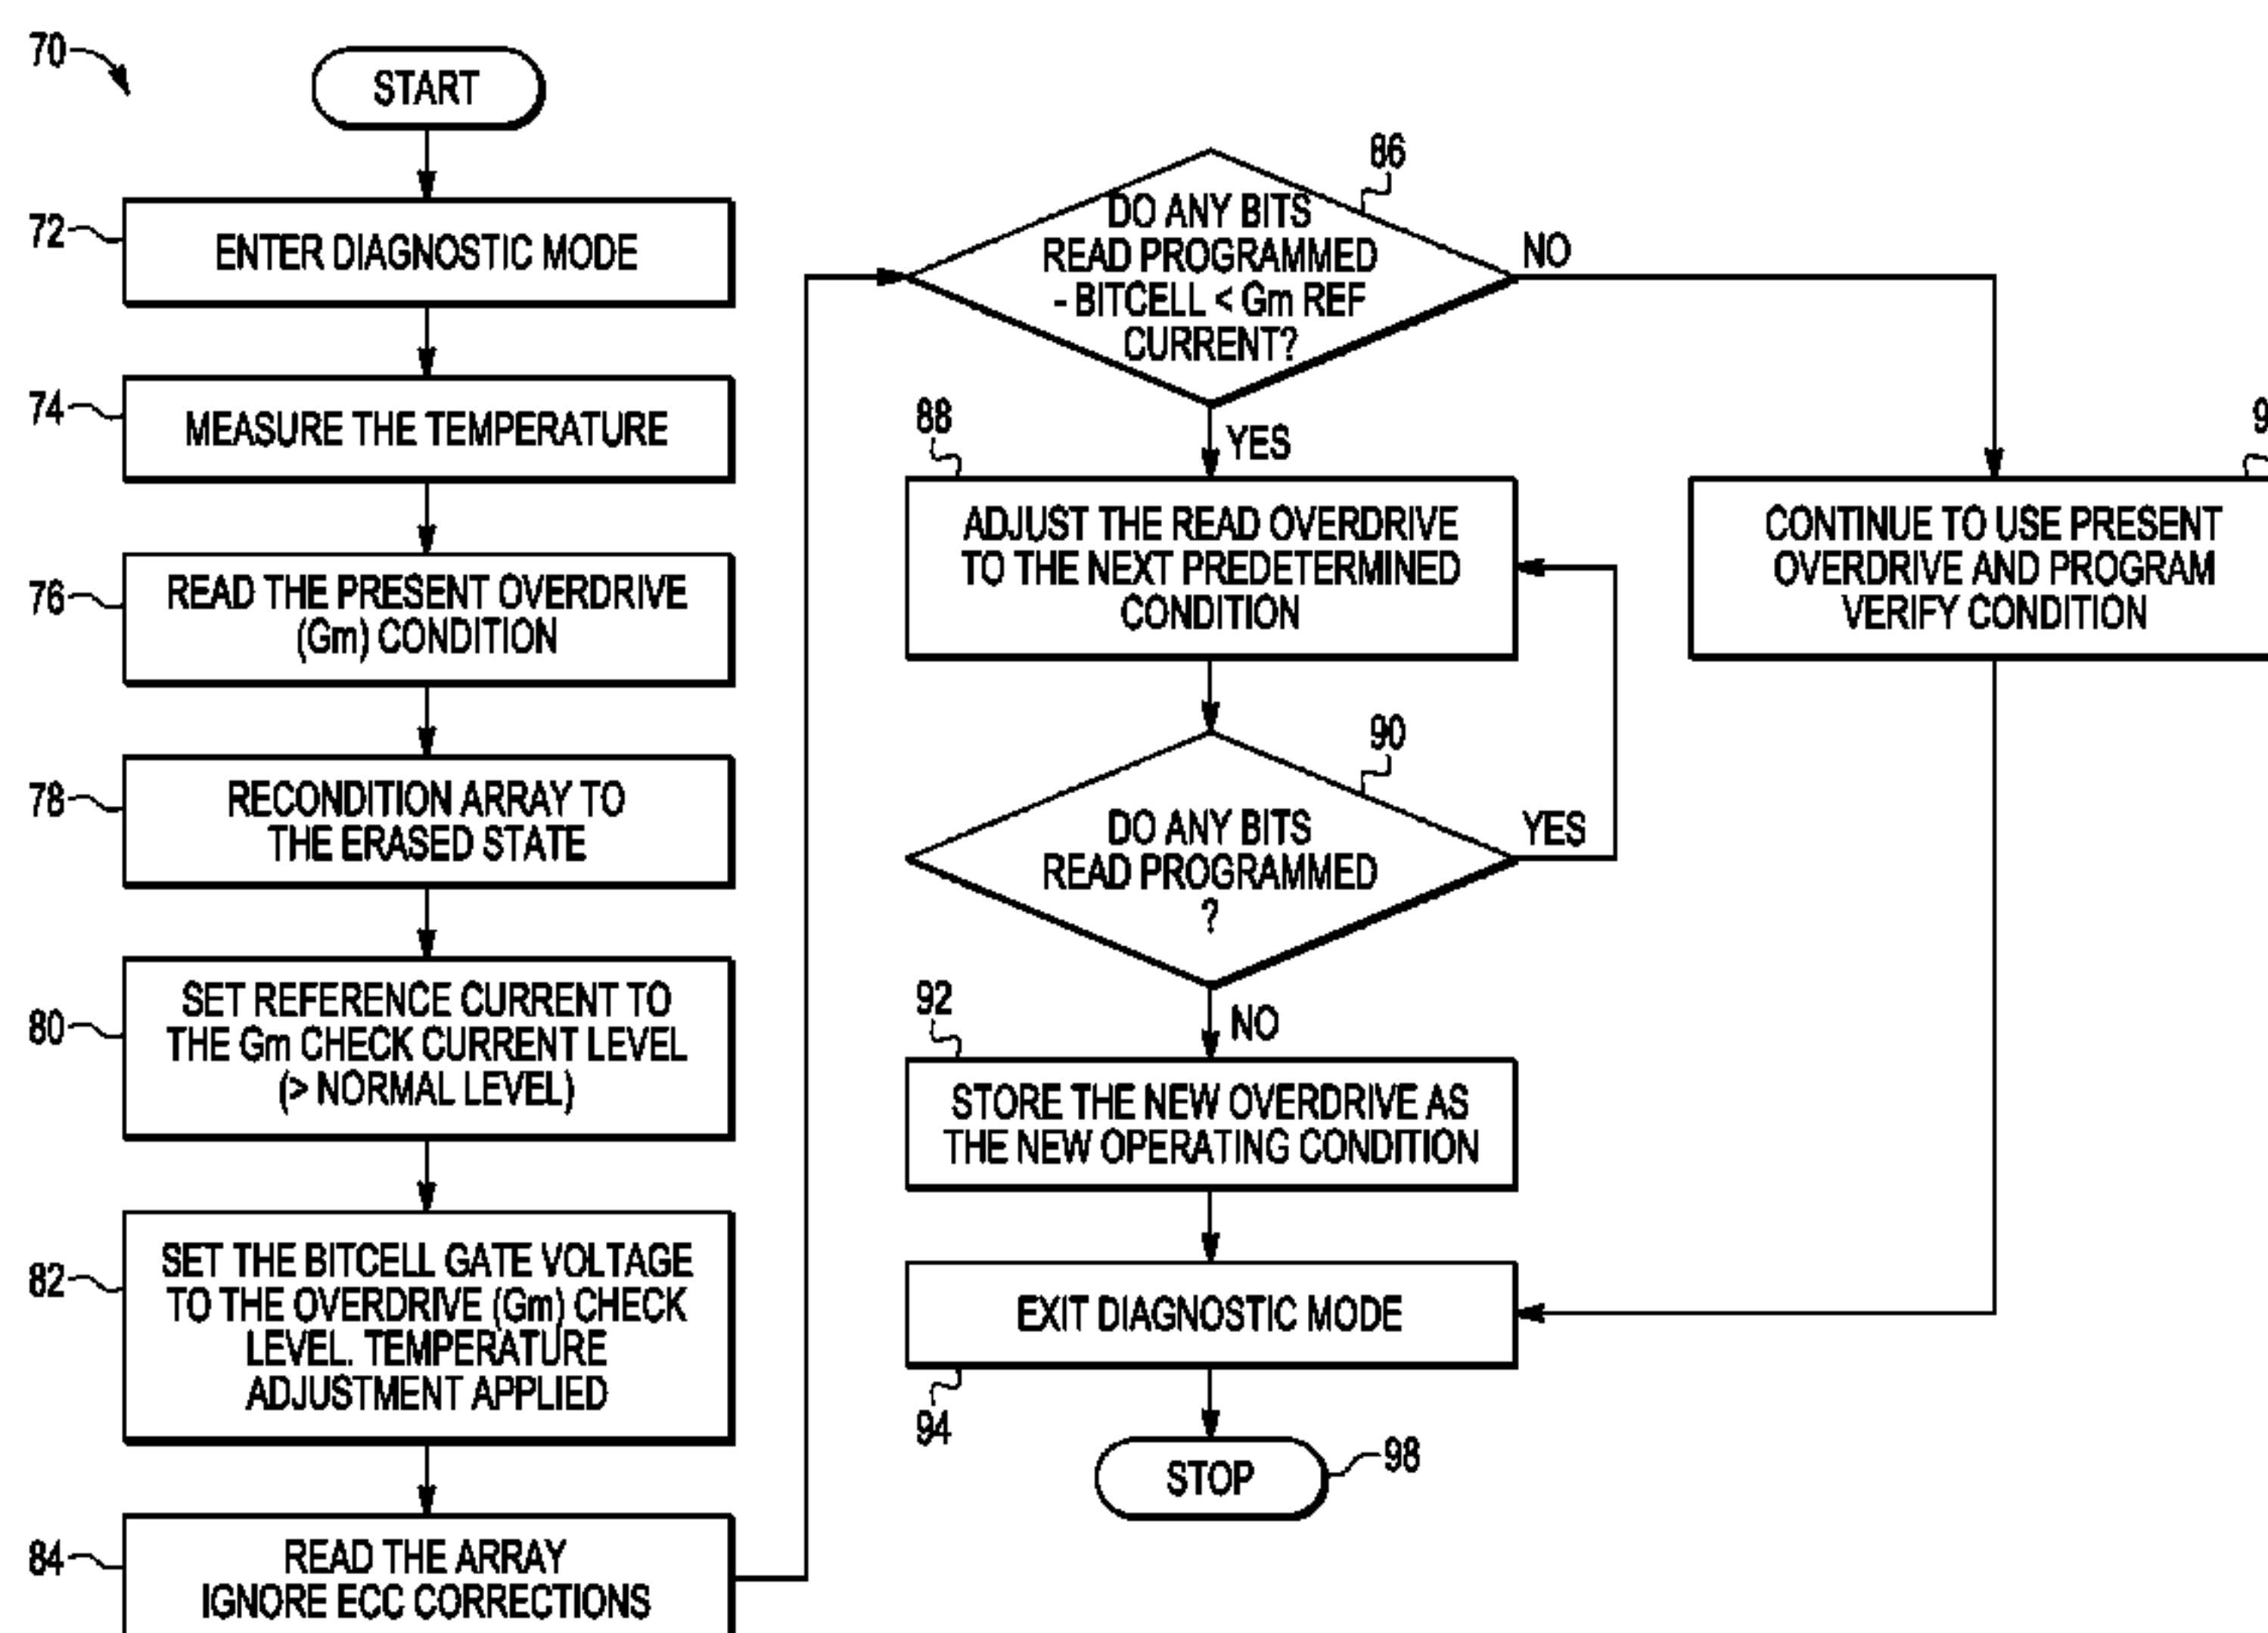 70
START
72
ENTER DIAGNOSTIC MODE
74
MEASURE THE TEMPERATURE
76
READ THE PRESENT OVERDRIVE
(Gm) CONDITION
78
RECONDITION ARRAY TO
THE ERASED STATE
80
SET REFERENCE CURRENT TO
THE Gm CHECK CURRENT LEVEL
(> NORMAL LEVEL)
82
SET THE BITCELL GATE VOLTAGE
TO THE OVERDRIVE (Gm) CHECK
LEVEL. TEMPERATURE
ADJUSTMENT APPLIED
84
READ THE ARRAY
IGNORE ECC CORRECTIONS
86
DO ANY BITS
READ PROGRAMMED
- BITCELL < Gm REF
CURRENT?
NO
YES
88
ADJUST THE READ OVERDRIVE
TO THE NEXT PREDETERMINED
CONDITION
90
DO ANY BITS
READ PROGRAMMED
?
YES
NO
92
STORE THE NEW OVERDRIVE AS
THE NEW OPERATING CONDITION
EXIT DIAGNOSTIC MODE
94
STOP
98
CONTINUE TO USE PRESENT
OVERDRIVE AND PROGRAM
VERIFY CONDITION